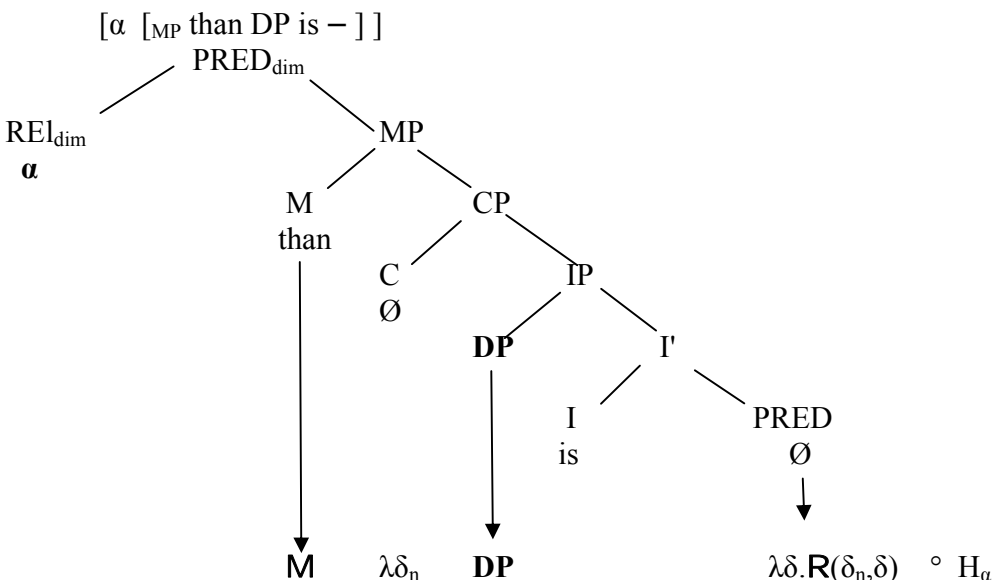 [α [MP than DP is – ] ]
PREDdim
REldim MP
α
M CP
than
C IP
Ø
DP I'
I PRED
is Ø
M λδn DP λδ.R(δn,δ) ° Hα